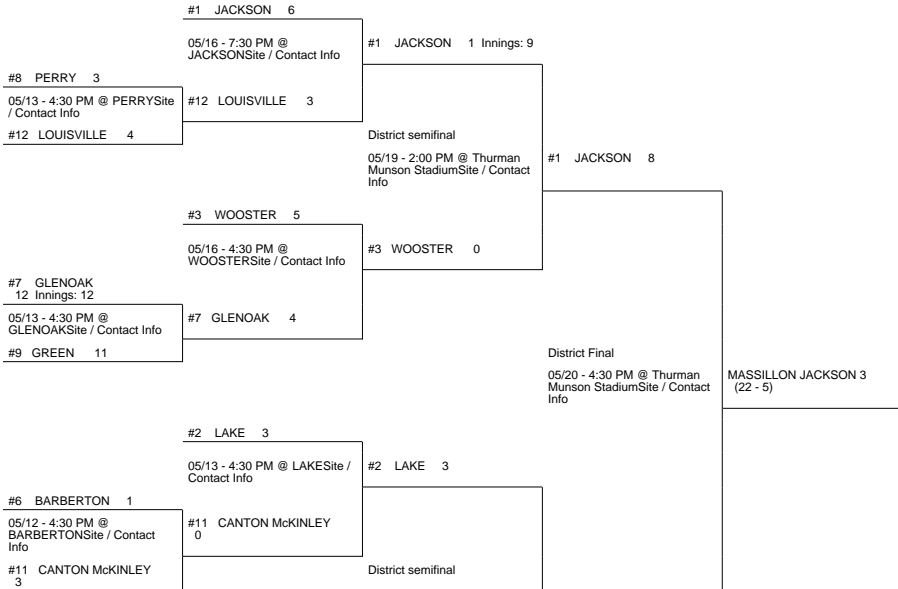 #1 JACKSON 6
05/16 - 7:30 PM @
JACKSONSite / Contact Info
#1 JACKSON 1 Innings: 9
#8 PERRY 3
05/13 - 4:30 PM @ PERRYSite
/ Contact Info
#12 LOUISVILLE 3
#12 LOUISVILLE 4
District semifinal
05/19 - 2:00 PM @ Thurman
Munson StadiumSite / Contact
Info
#1 JACKSON 8
#3 WOOSTER 5
05/16 - 4:30 PM @
WOOSTERSite / Contact Info
#3 WOOSTER 0
#7 GLENOAK
12 Innings: 12
05/13 - 4:30 PM @
GLENOAKSite / Contact Info
#7 GLENOAK 4
#9 GREEN 11
District Final
05/20 - 4:30 PM @ Thurman
Munson StadiumSite / Contact
Info
MASSILLON JACKSON 3
(22 - 5)
#2 LAKE 3
05/13 - 4:30 PM @ LAKESite /
Contact Info
#2 LAKE 3
#6 BARBERTON 1
05/12 - 4:30 PM @
BARBERTONSite / Contact
Info
#11 CANTON McKINLEY
0
#11 CANTON McKINLEY
3
District semifinal